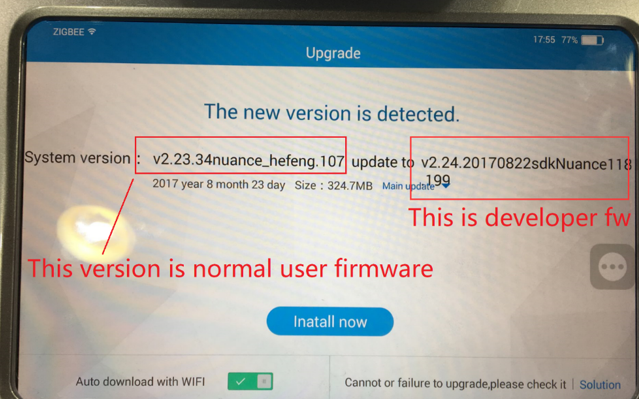 ZIGBEE 17:55 77%
Upgrade
The new version is detected.
System version : v2.23.34nuance_hefeng.107 update to v2.24.20170822sdkNuance118
.199
2017 year 8 month 23 day Size : 324.7MB Main update
This is developer fw
This version is normal user firmware
Inatall now
Auto download with WIFI Cannot or failure to upgrade,please check it | Solution